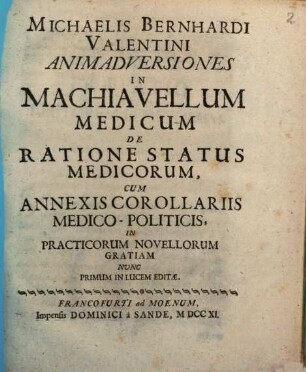 2
MICHAELIS BERNHARDI
VALENTINI
ANIMADVERSIONES
IN
MACHIAVELLUM
MEDICUM
DE
RATIONE STATUS
MEDICORUM,
CUM
ANNEXIS COROLLARIIS
MEDICO-POLITICIS,
IN
PRACTICORUM NOVELLORUM
GRATIAM
NUNC
PRIMUM IN LUCEM EDITÆ.
FRANCOFURTI ad MOENUM,
Impensis DOMINICI à SANDE, M DCC XI.